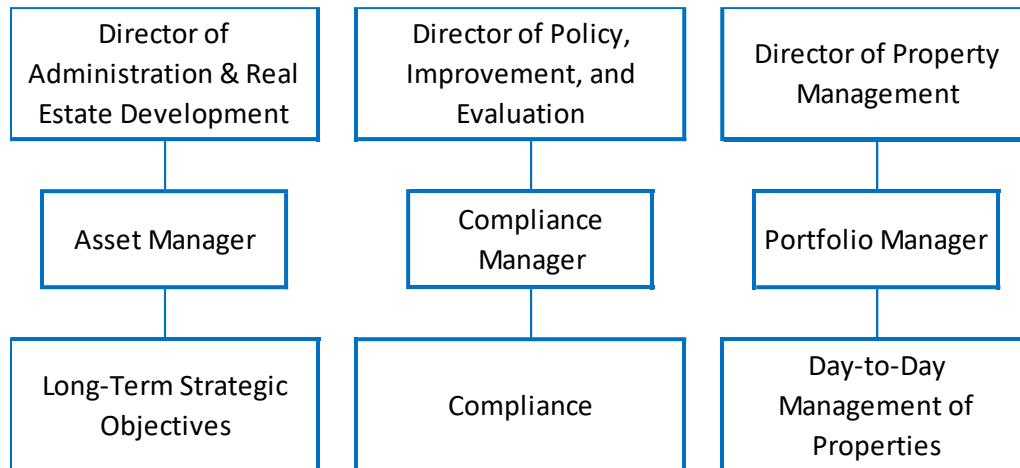 Director of
Administration & Real
Estate Development
Director of Policy,
Improvement, and
Evaluation
Director of Property
Management
Asset Manager
Compliance
Manager
Portfolio Manager
Long-Term Strategic
Objectives
Compliance
Day-to-Day
Management of
Properties